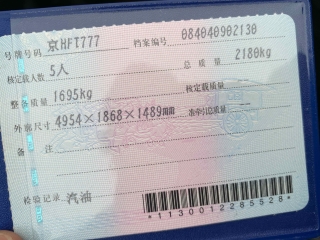 号牌号码 京HFT777 档案编号 084040902130
核定载人数 5人 总质量 2180kg
整备质量 1695kg 核定载质量 —
外廓尺寸 4954×1868×1489mm 准牵引总质量 —
备注
检验记录 汽油
*1130012285528*